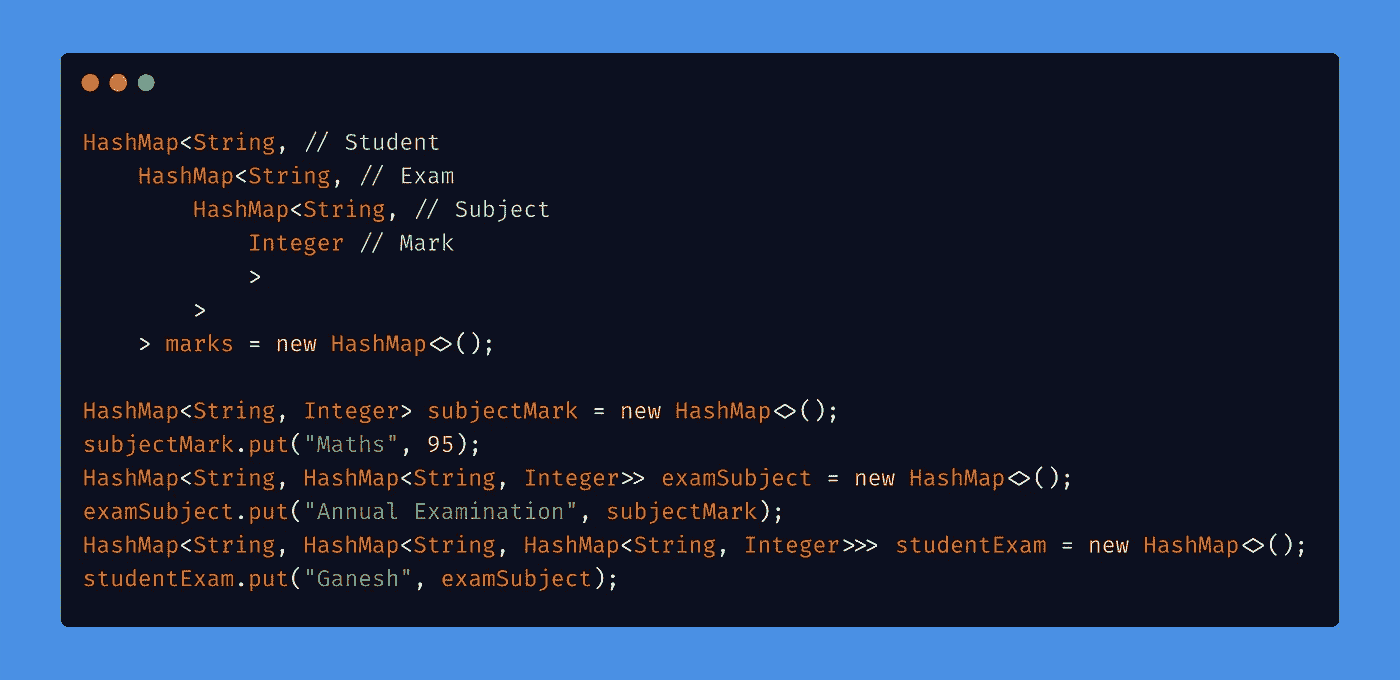 HashMap<String, // Student
    HashMap<String, // Exam
        HashMap<String, // Subject
            Integer // Mark
            >
        >
    > marks = new HashMap<>();

HashMap<String, Integer> subjectMark = new HashMap<>();
subjectMark.put("Maths", 95);
HashMap<String, HashMap<String, Integer>> examSubject = new HashMap<>();
examSubject.put("Annual Examination", subjectMark);
HashMap<String, HashMap<String, HashMap<String, Integer>>> studentExam = new HashMap<>();
studentExam.put("Ganesh", examSubject);